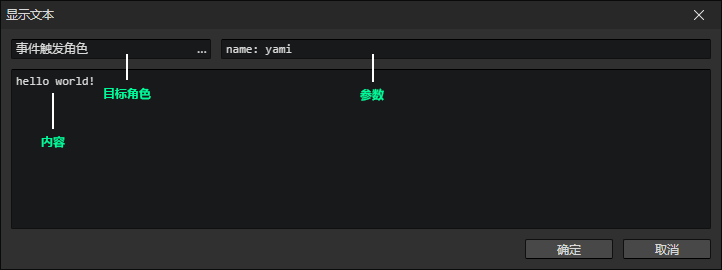 显示文本
事件触发角色 ... name: yami
hello world!
目标角色 参数
内容
确定 取消